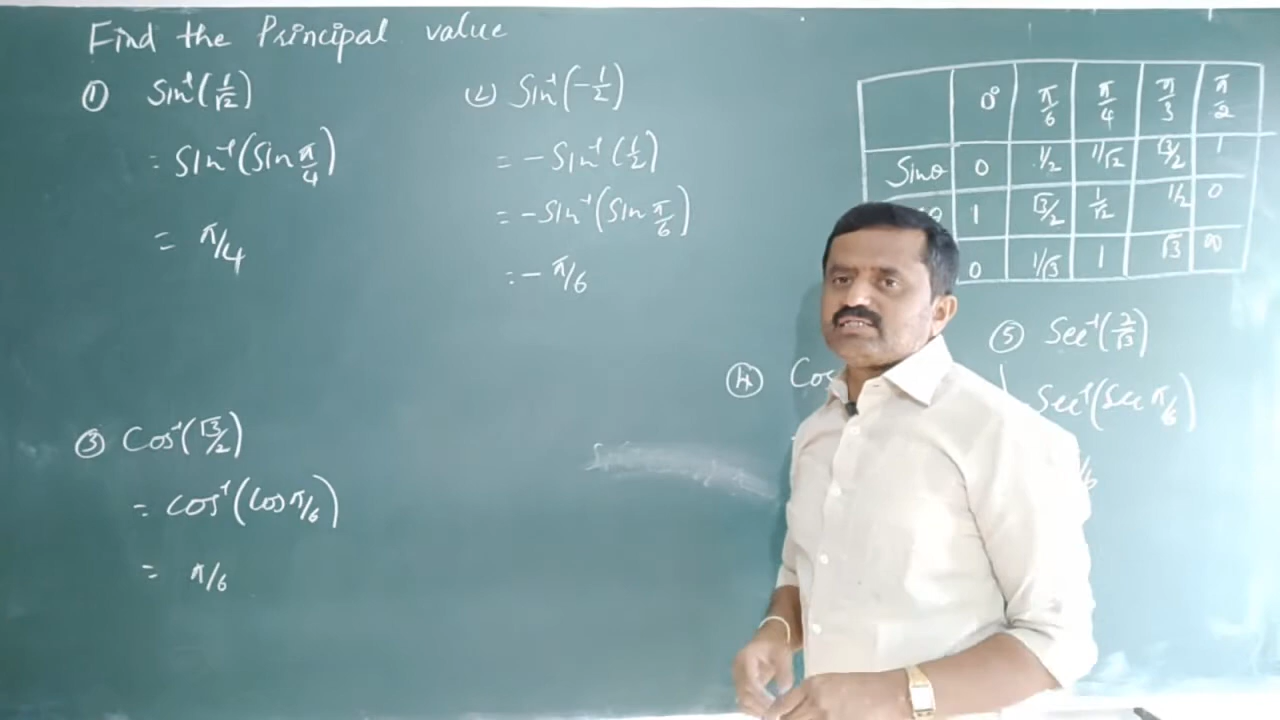 Find the Principal value
① Sin⁻¹(1/√2)
= Sin⁻¹(Sin π/4)
= π/4
② Sin⁻¹(-1/2)
= -Sin⁻¹(1/2)
= -Sin⁻¹(Sin π/6)
= -π/6
0° π/6 π/4 π/3 π/2
Sinθ 0 1/2 1/√2 √3/2 1
1 √3/2 1/√2 1/2 0
0 1/√3 1 √3 ∞
③ Cos⁻¹(√3/2)
= Cos⁻¹(Cos π/6)
= π/6
④ Cos
⑤ Sec⁻¹(2/√3)
Sec⁻¹(Sec π/6)